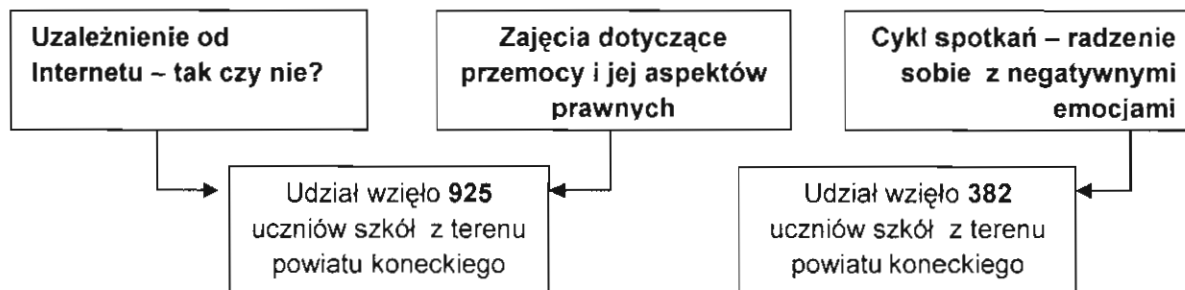 Uzależnienie od
Internetu – tak czy nie?
Zajęcia dotyczące
przemocy i jej aspektów
prawnych
Cykl spotkań – radzenie
sobie z negatywnymi
emocjami
Udział wzięło 925
uczniów szkół z terenu
powiatu koneckiego
Udział wzięło 382
uczniów szkół z terenu
powiatu koneckiego